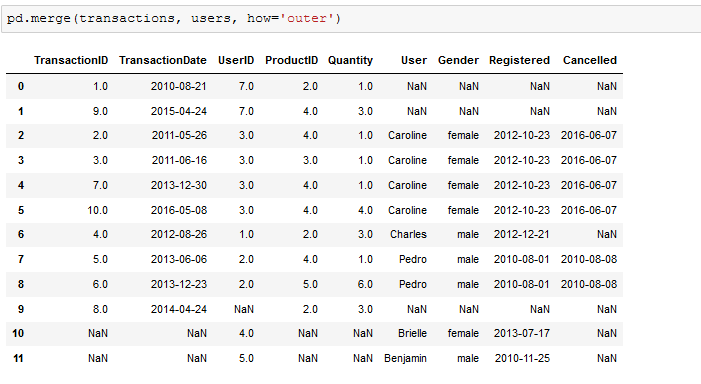 pd.merge(transactions, users, how='outer')
TransactionID TransactionDate UserID ProductID Quantity User Gender Registered Cancelled
0 1.0 2010-08-21 7.0 2.0 1.0 NaN NaN NaN NaN
1 9.0 2015-04-24 7.0 4.0 3.0 NaN NaN NaN NaN
2 2.0 2011-05-26 3.0 4.0 1.0 Caroline female 2012-10-23 2016-06-07
3 3.0 2011-06-16 3.0 3.0 1.0 Caroline female 2012-10-23 2016-06-07
4 7.0 2013-12-30 3.0 4.0 1.0 Caroline female 2012-10-23 2016-06-07
5 10.0 2016-05-08 3.0 4.0 4.0 Caroline female 2012-10-23 2016-06-07
6 4.0 2012-08-26 1.0 2.0 3.0 Charles male 2012-12-21 NaN
7 5.0 2013-06-06 2.0 4.0 1.0 Pedro male 2010-08-01 2010-08-08
8 6.0 2013-12-23 2.0 5.0 6.0 Pedro male 2010-08-01 2010-08-08
9 8.0 2014-04-24 NaN 2.0 3.0 NaN NaN NaN NaN
10 NaN NaN 4.0 NaN NaN Brielle female 2013-07-17 NaN
11 NaN NaN 5.0 NaN NaN Benjamin male 2010-11-25 NaN